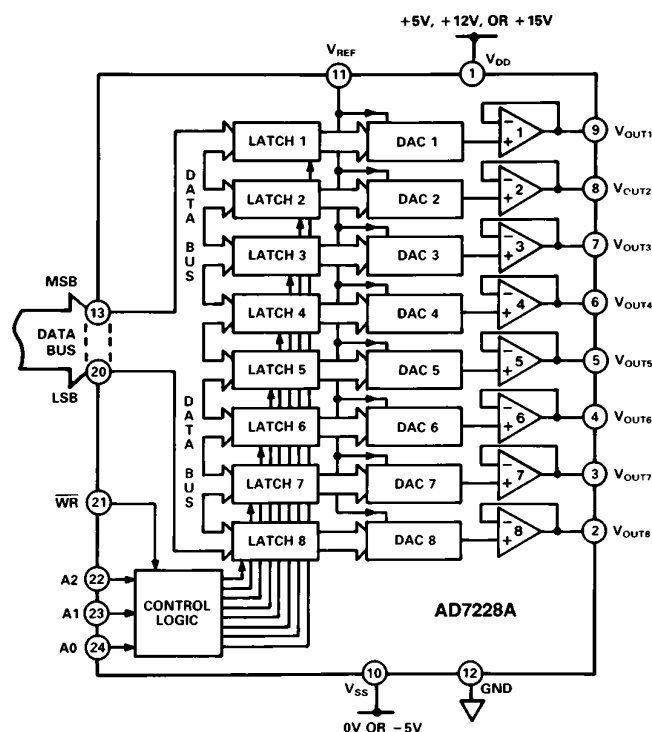 +5V, +12V, OR +15V
VREF
VDD
11
1
LATCH 1
DAC 1
1
9
VOUT1
LATCH 2
DAC 2
2
8
VOUT2
LATCH 3
DAC 3
3
7
VOUT3
DATA BUS
MSB
13
LATCH 4
DAC 4
4
6
VOUT4
DATA
BUS
20
LSB
LATCH 5
DAC 5
5
5
VOUT5
LATCH 6
DAC 6
6
4
VOUT6
DATA BUS
LATCH 7
DAC 7
7
3
VOUT7
WR
21
LATCH 8
DAC 8
8
2
VOUT8
A2
22
A1
23
A0
24
CONTROL
LOGIC
AD7228A
10
VSS
12
GND
0V OR −5V